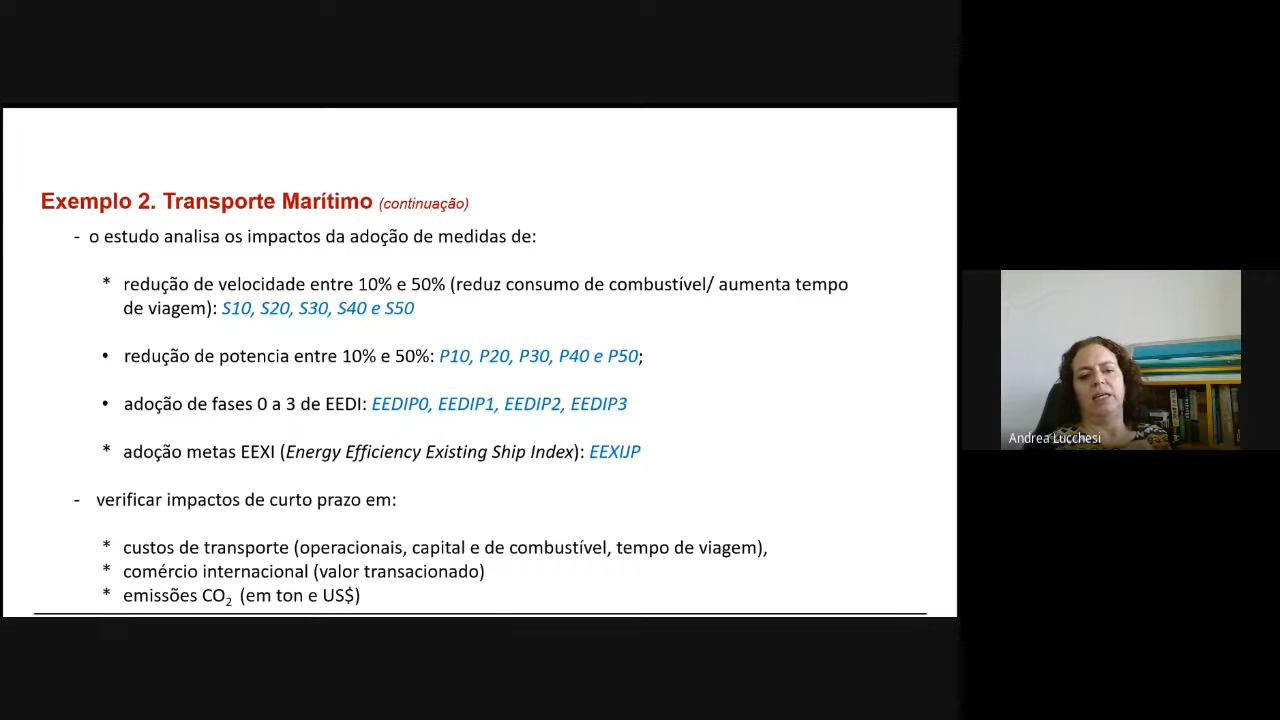 Exemplo 2. Transporte Marítimo (continuação)
- o estudo analisa os impactos da adoção de medidas de:
* redução de velocidade entre 10% e 50% (reduz consumo de combustível/ aumenta tempo
de viagem): S10, S20, S30, S40 e S50
• redução de potencia entre 10% e 50%: P10, P20, P30, P40 e P50;
• adoção de fases 0 a 3 de EEDI: EEDIP0, EEDIP1, EEDIP2, EEDIP3
* adoção metas EEXI (Energy Efficiency Existing Ship Index): EEXIJP
- verificar impactos de curto prazo em:
* custos de transporte (operacionais, capital e de combustível, tempo de viagem),
* comércio internacional (valor transacionado)
* emissões CO2 (em ton e US$)
Andrea Lucchesi